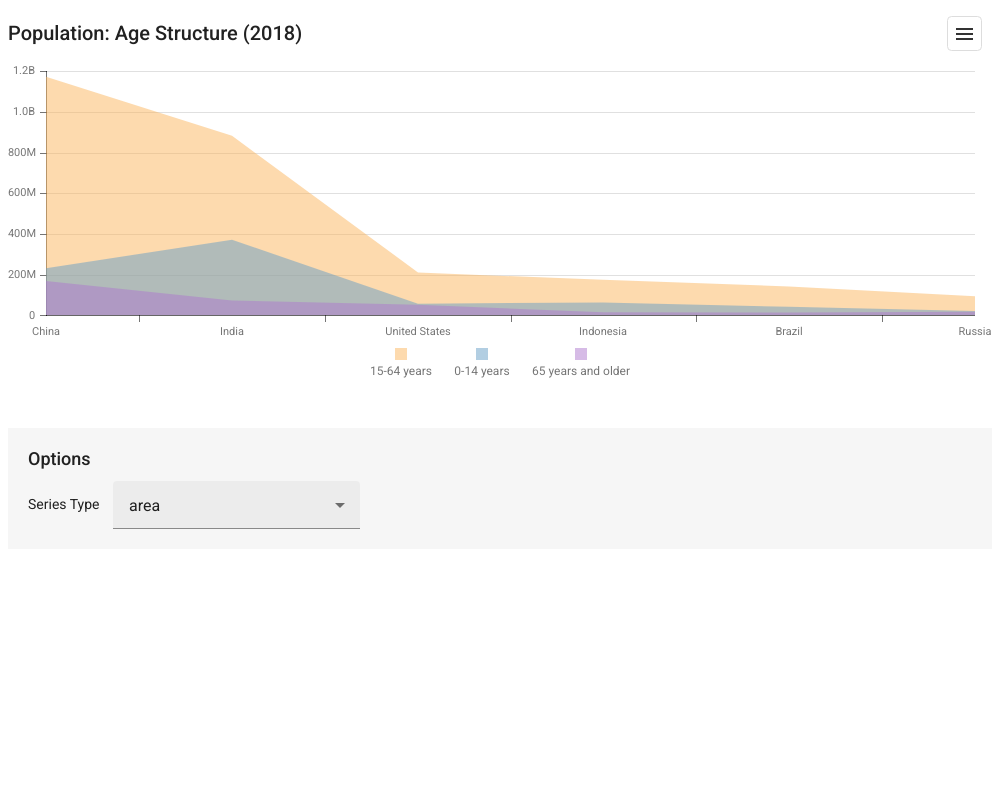 Population: Age Structure (2018)
1.2B
1.0B
800M
600M
400M
200M
0
China India United States Indonesia Brazil Russia
15-64 years 0-14 years 65 years and older
Options
Series Type area